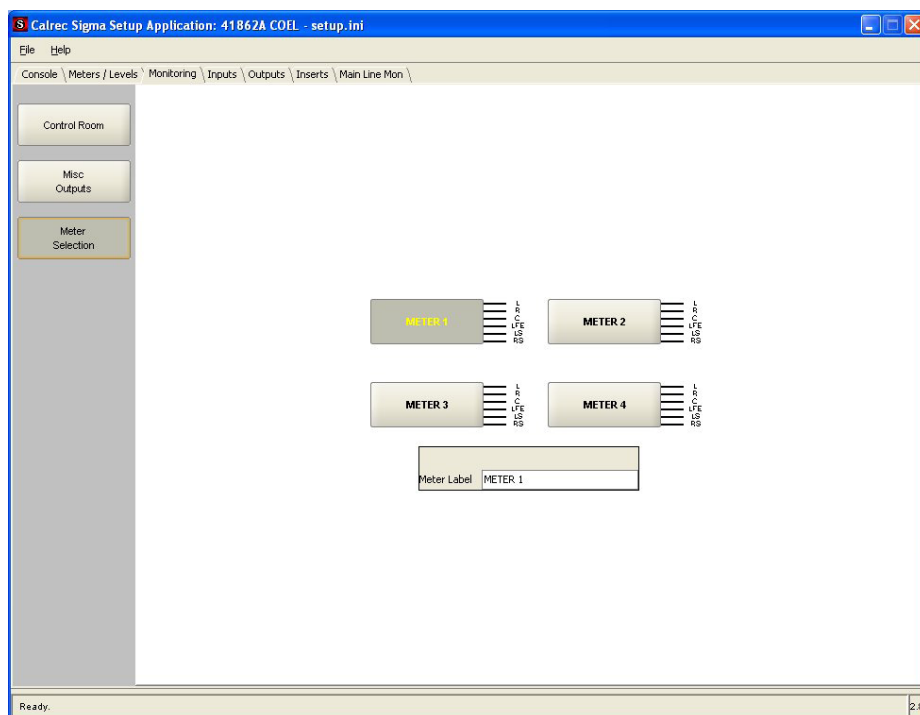 Calrec Sigma Setup Application: 41862A COEL - setup.ini
File Help
Console Meters / Levels Monitoring Inputs Outputs Inserts Main Line Mon
Control Room
Misc
Outputs
Meter
Selection
METER 1
L
R
C
LFE
LS
RS
METER 2
L
R
C
LFE
LS
RS
METER 3
L
R
C
LFE
LS
RS
METER 4
L
R
C
LFE
LS
RS
Meter Label METER 1
Ready.